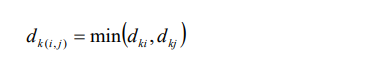 d_{k(i,j)} = min(d_{ki}, d_{kj})